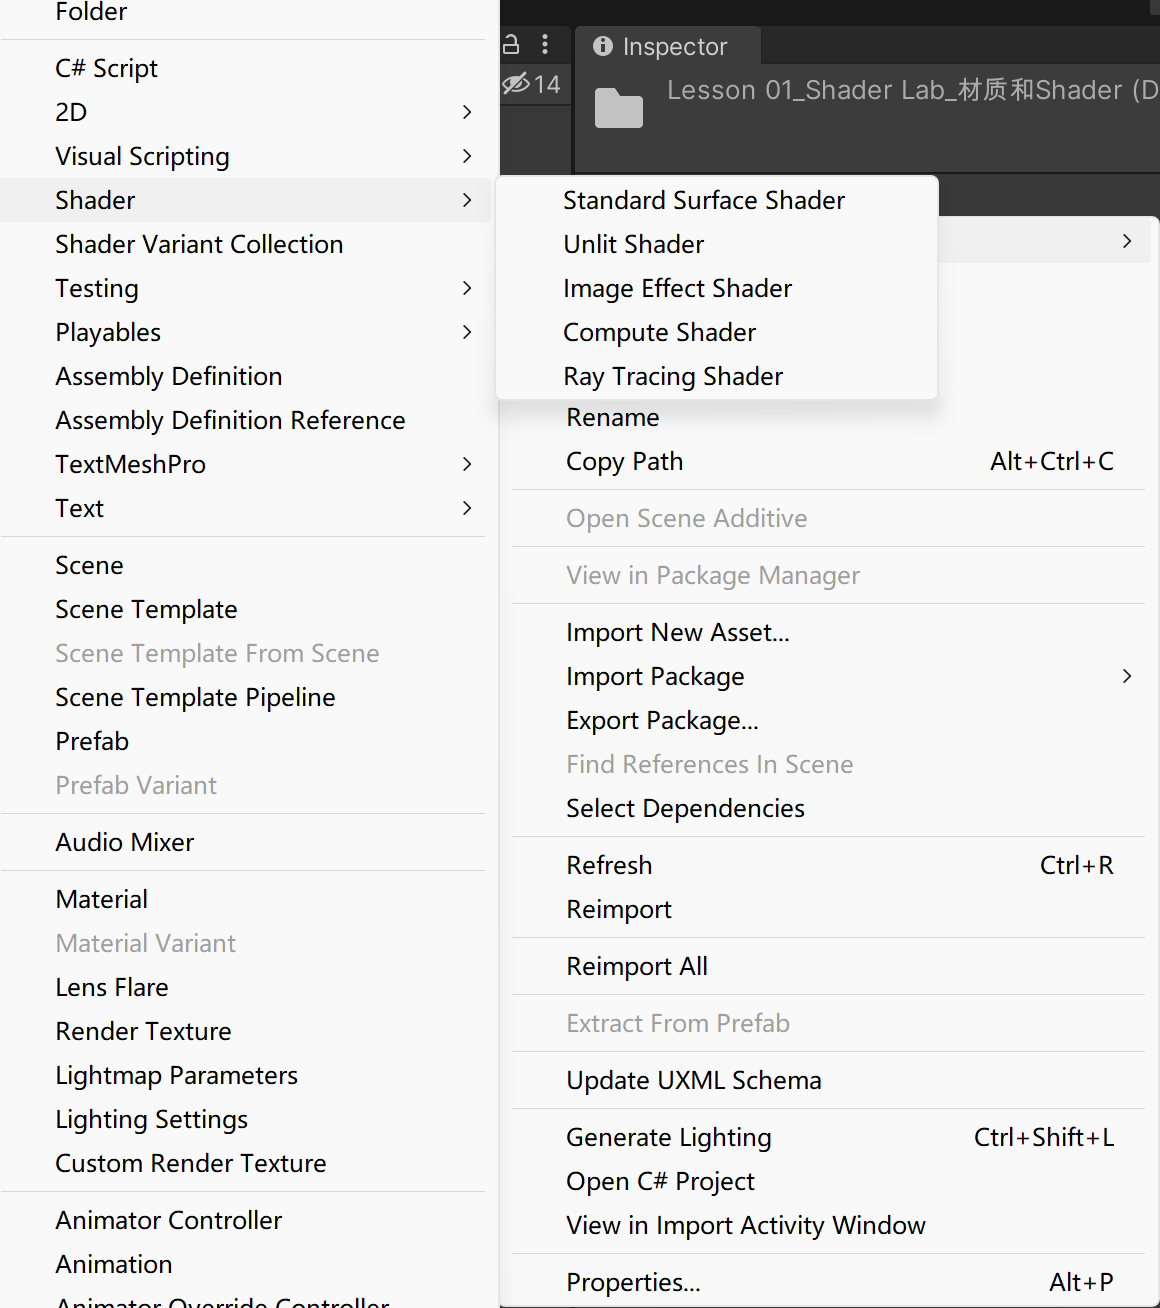 Folder
C# Script
2D
Visual Scripting
Shader
Shader Variant Collection
Testing
Playables
Assembly Definition
Assembly Definition Reference
TextMeshPro
Text
Scene
Scene Template
Scene Template From Scene
Scene Template Pipeline
Prefab
Prefab Variant
Audio Mixer
Material
Material Variant
Lens Flare
Render Texture
Lightmap Parameters
Lighting Settings
Custom Render Texture
Animator Controller
Animation
Animator Override Controller
14
Inspector
Lesson 01_Shader Lab_材质和Shader (D
Standard Surface Shader
Unlit Shader
Image Effect Shader
Compute Shader
Ray Tracing Shader
Rename
Copy Path Alt+Ctrl+C
Open Scene Additive
View in Package Manager
Import New Asset...
Import Package
Export Package...
Find References In Scene
Select Dependencies
Refresh Ctrl+R
Reimport
Reimport All
Extract From Prefab
Update UXML Schema
Generate Lighting Ctrl+Shift+L
Open C# Project
View in Import Activity Window
Properties... Alt+P